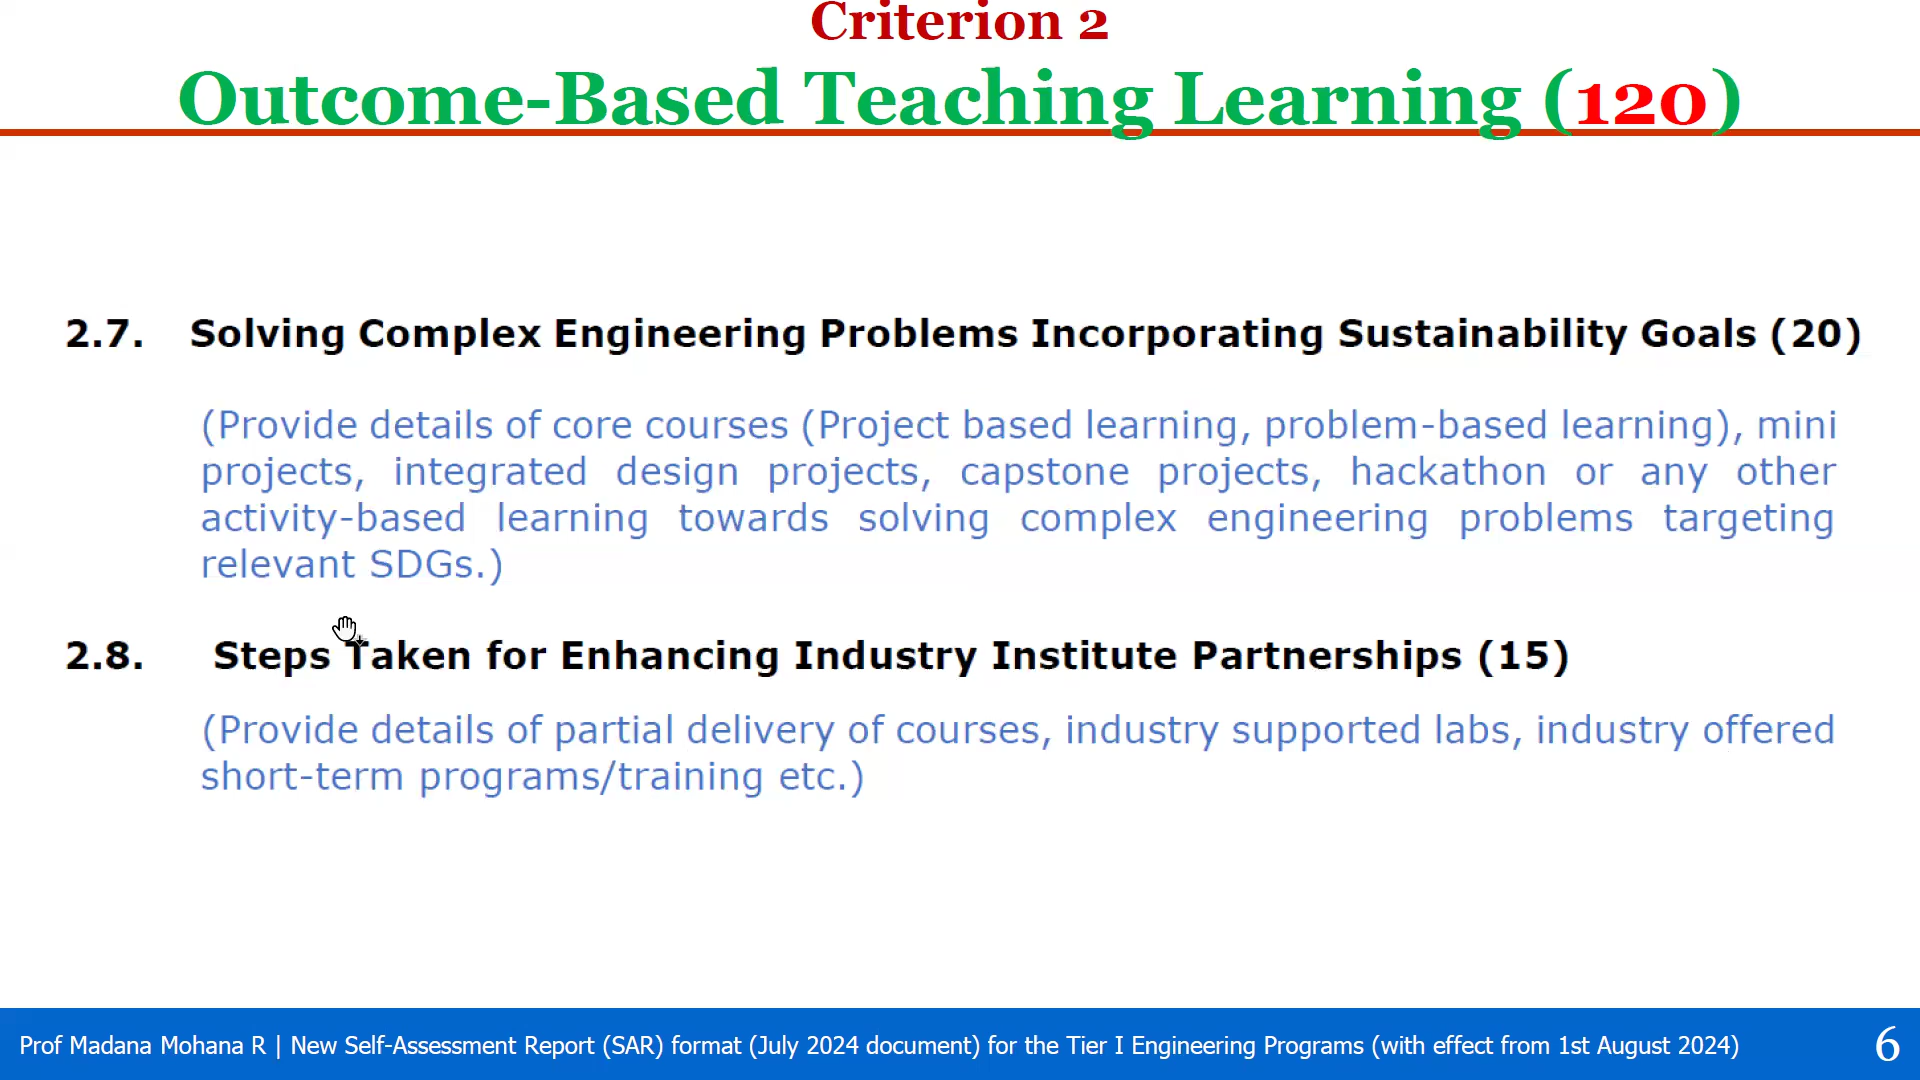 Criterion 2
Outcome-Based Teaching Learning (120)
2.7. Solving Complex Engineering Problems Incorporating Sustainability Goals (20)
(Provide details of core courses (Project based learning, problem-based learning), mini
projects, integrated design projects, capstone projects, hackathon or any other
activity-based learning towards solving complex engineering problems targeting
relevant SDGs.)
2.8. Steps Taken for Enhancing Industry Institute Partnerships (15)
(Provide details of partial delivery of courses, industry supported labs, industry offered
short-term programs/training etc.)
Prof Madana Mohana R | New Self-Assessment Report (SAR) format (July 2024 document) for the Tier I Engineering Programs (with effect from 1st August 2024) 6